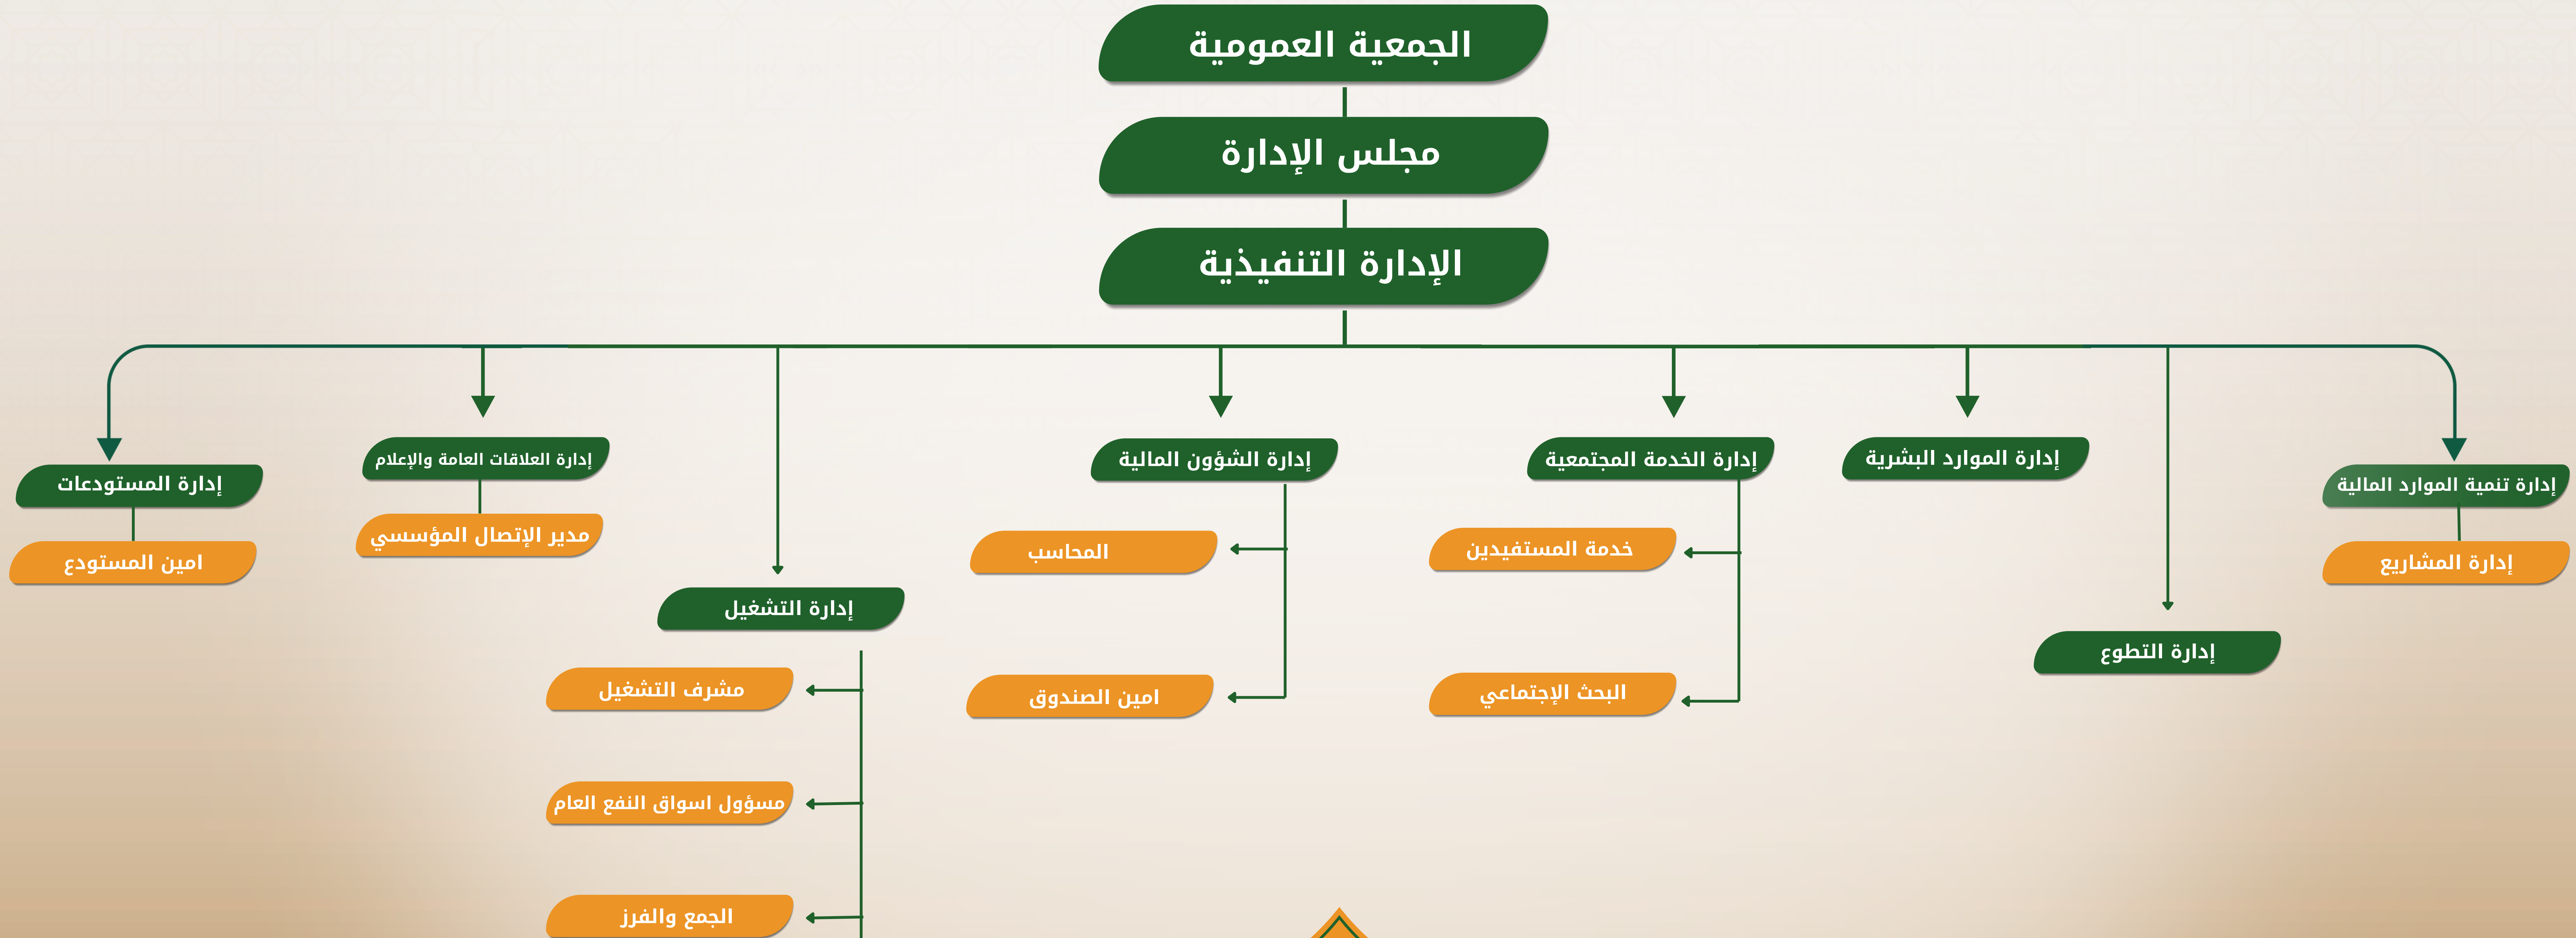 الجمعية العمومية
مجلس الإدارة
الإدارة التنفيذية
إدارة تنمية الموارد المالية
إدارة المشاريع
إدارة التطوع
إدارة الموارد البشرية
إدارة الخدمة المجتمعية
خدمة المستفيدين
البحث الإجتماعي
إدارة الشؤون المالية
المحاسب
امين الصندوق
إدارة التشغيل
مشرف التشغيل
مسؤول اسواق النفع العام
الجمع والفرز
إدارة العلاقات العامة والإعلام
مدير الإتصال المؤسسي
إدارة المستودعات
امين المستودع